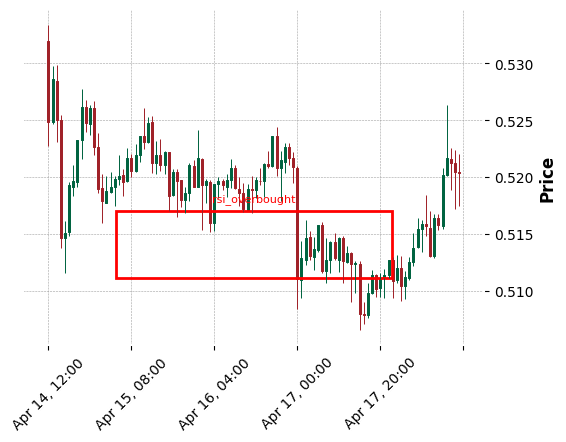 0.530
0.525
0.520
si_overbought
0.515
0.510
Price
Apr 14, 12:00
Apr 15, 08:00
Apr 16, 04:00
Apr 17, 00:00
Apr 17, 20:00